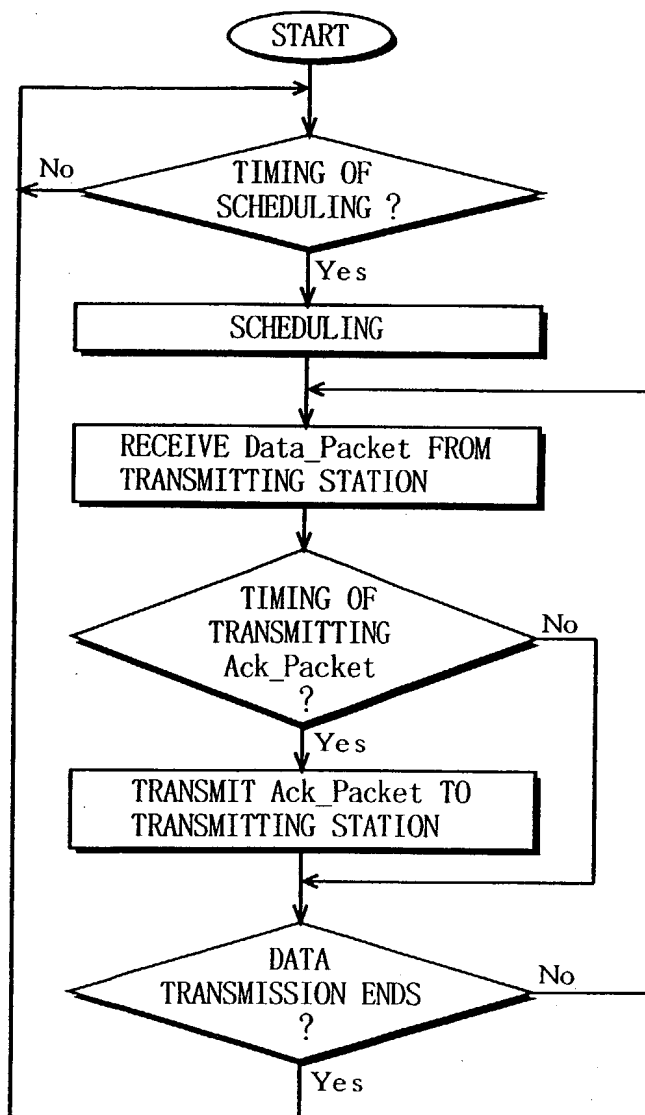 START
No
TIMING OF
SCHEDULING ?
Yes
SCHEDULING
RECEIVE Data_Packet FROM
TRANSMITTING STATION
TIMING OF
TRANSMITTING
Ack_Packet
?
No
Yes
TRANSMIT Ack_Packet TO
TRANSMITTING STATION
DATA
TRANSMISSION ENDS
?
No
Yes